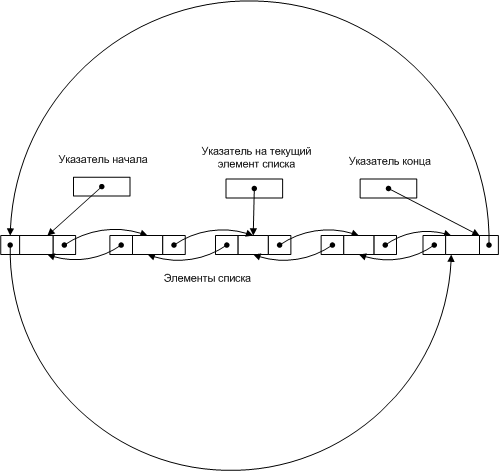 Указатель начала
Указатель на текущий
элемент списка
Указатель конца
Элементы списка